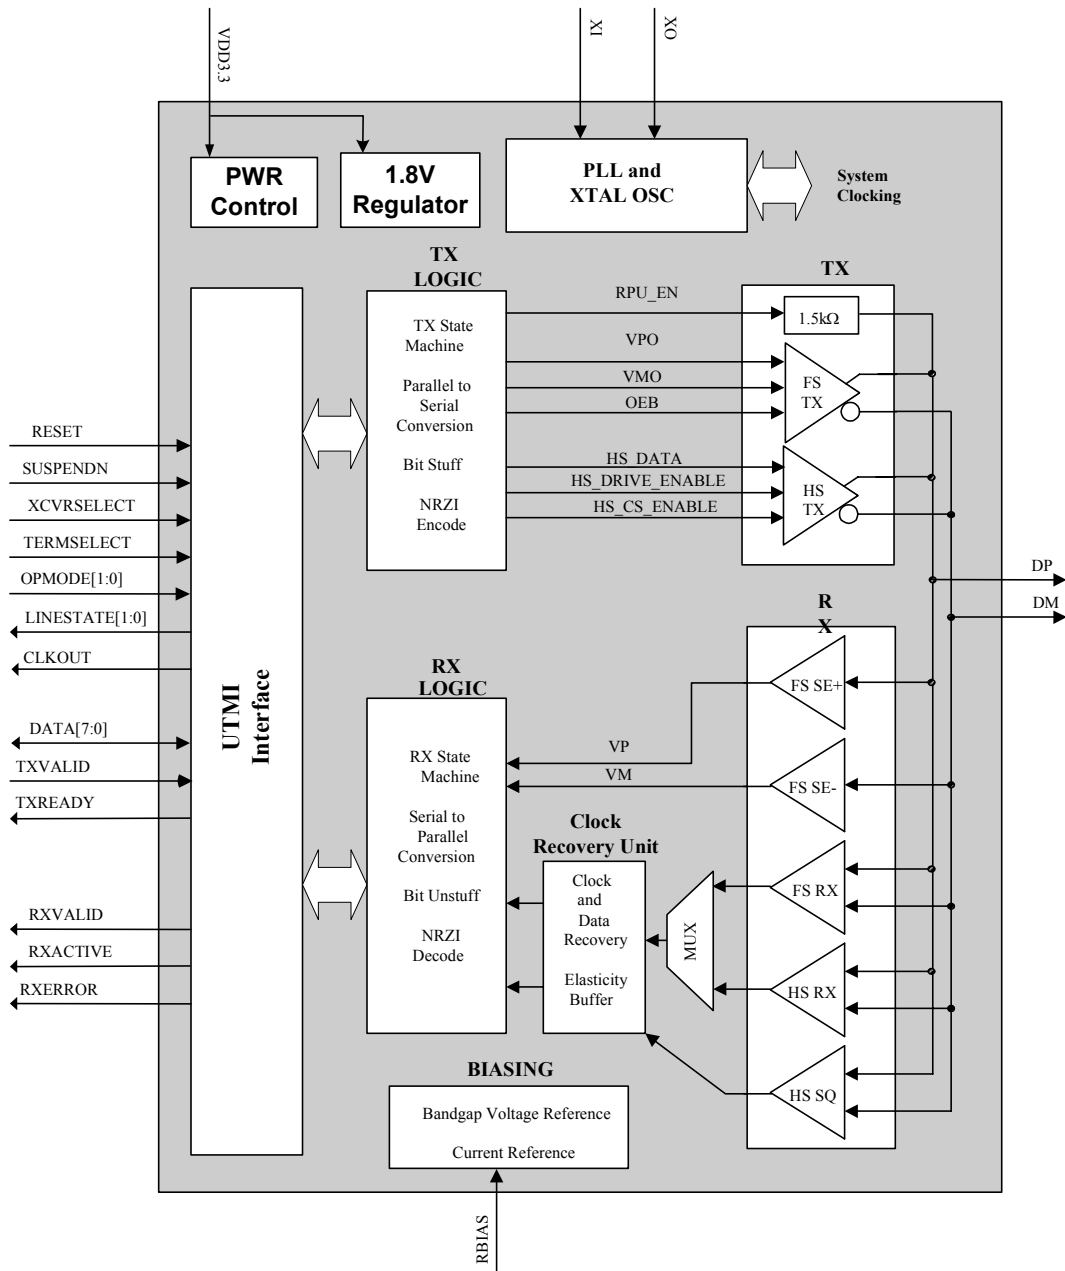 VDD3.3
XI
XO
PWR
Control
1.8V
Regulator
PLL and
XTAL OSC
System
Clocking
TX
LOGIC
TX State
Machine
Parallel to
Serial
Conversion
Bit Stuff
NRZI
Encode
RPU_EN
VPO
VMO
OEB
HS_DATA
HS_DRIVE_ENABLE
HS_CS_ENABLE
TX
1.5kΩ
FS
TX
HS
TX
RESET
SUSPENDN
XCVRSELECT
TERMSELECT
OPMODE[1:0]
LINESTATE[1:0]
CLKOUT
DATA[7:0]
TXVALID
TXREADY
RXVALID
RXACTIVE
RXERROR
UTMI
Interface
DP
DM
RX
LOGIC
RX State
Machine
Serial to
Parallel
Conversion
Bit Unstuff
NRZI
Decode
VP
VM
Clock
Recovery Unit
Clock
and
Data
Recovery
Elasticity
Buffer
MUX
R
X
FS SE+
FS SE-
FS RX
HS RX
HS SQ
BIASING
Bandgap Voltage Reference
Current Reference
RBIAS